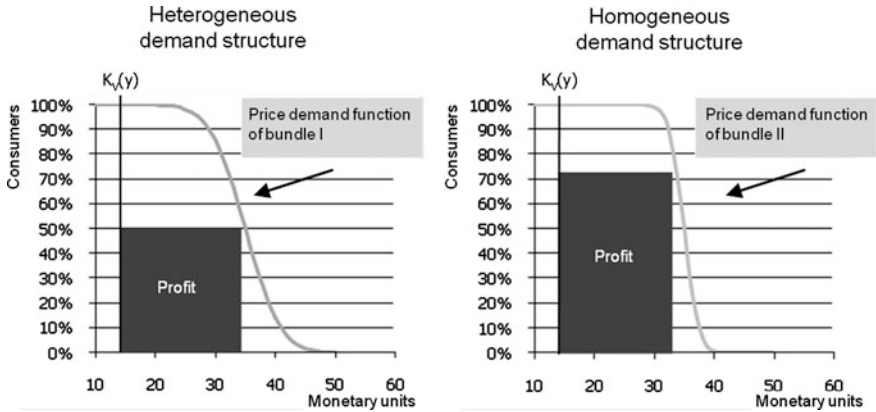 Heterogeneous
demand structure
Kv(y)
Consumers
100%
90%
80%
70%
60%
50%
40%
30%
20%
10%
0%
Price demand function
of bundle I
Profit
10 20 30 40 50 60
Monetary units
Homogeneous
demand structure
Kv(y)
Consumers
100%
90%
80%
70%
60%
50%
40%
30%
20%
10%
0%
Price demand function
of bundle II
Profit
10 20 30 40 50 60
Monetary units